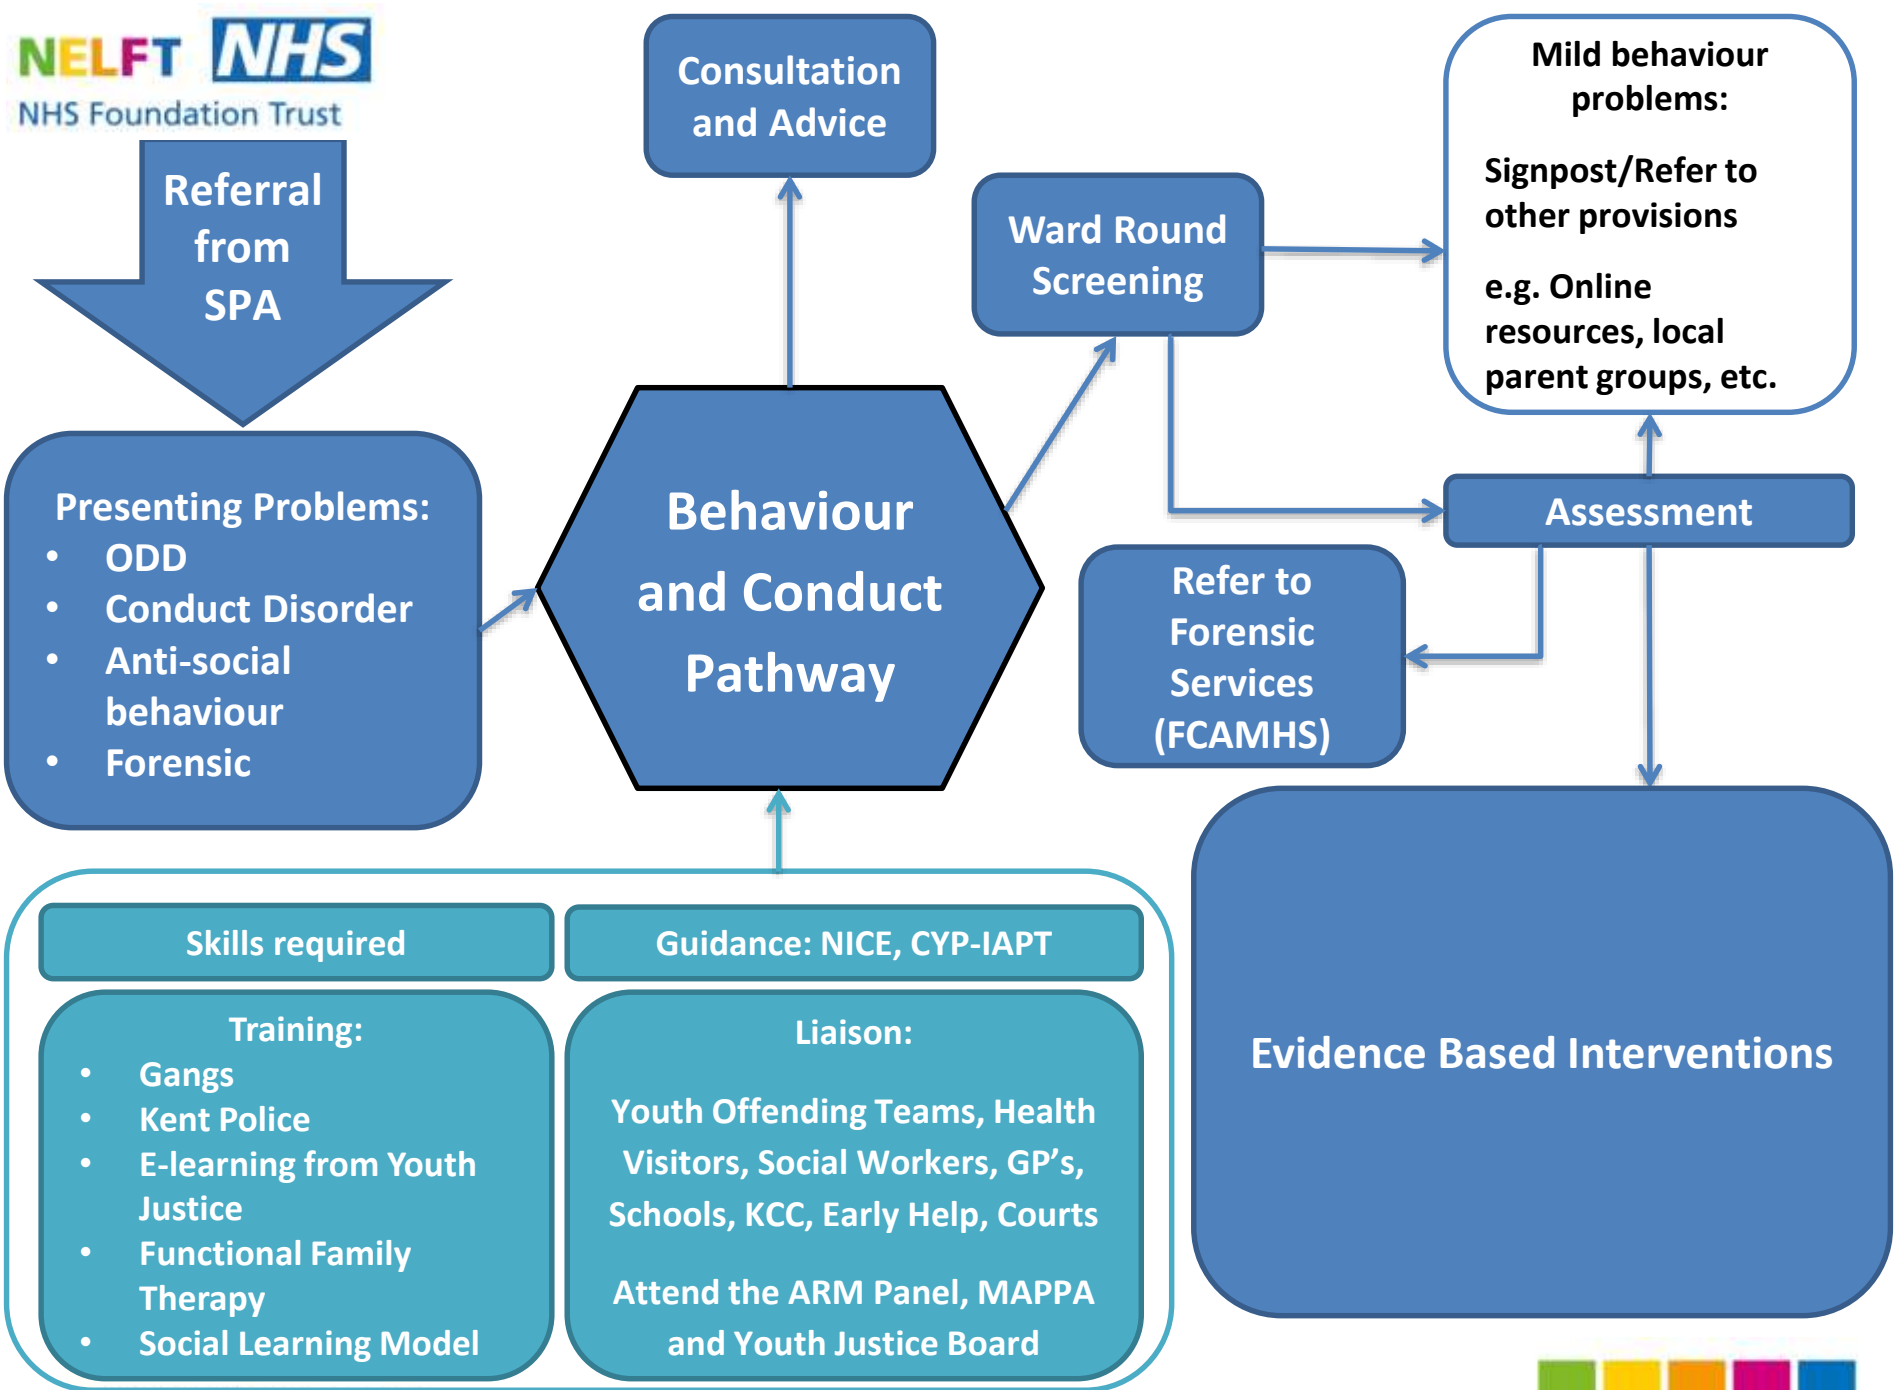 NELFT NHS
NHS Foundation Trust
Referral
from
SPA
Presenting Problems:
• ODD
• Conduct Disorder
• Anti-social
behaviour
• Forensic
Consultation
and Advice
Behaviour
and Conduct
Pathway
Ward Round
Screening
Mild behaviour
problems:
Signpost/Refer to
other provisions
e.g. Online
resources, local
parent groups, etc.
Assessment
Refer to
Forensic
Services
(FCAMHS)
Evidence Based Interventions
Skills required
Training:
• Gangs
• Kent Police
• E-learning from Youth
Justice
• Functional Family
Therapy
• Social Learning Model
Guidance: NICE, CYP-IAPT
Liaison:
Youth Offending Teams, Health
Visitors, Social Workers, GP’s,
Schools, KCC, Early Help, Courts
Attend the ARM Panel, MAPPA
and Youth Justice Board